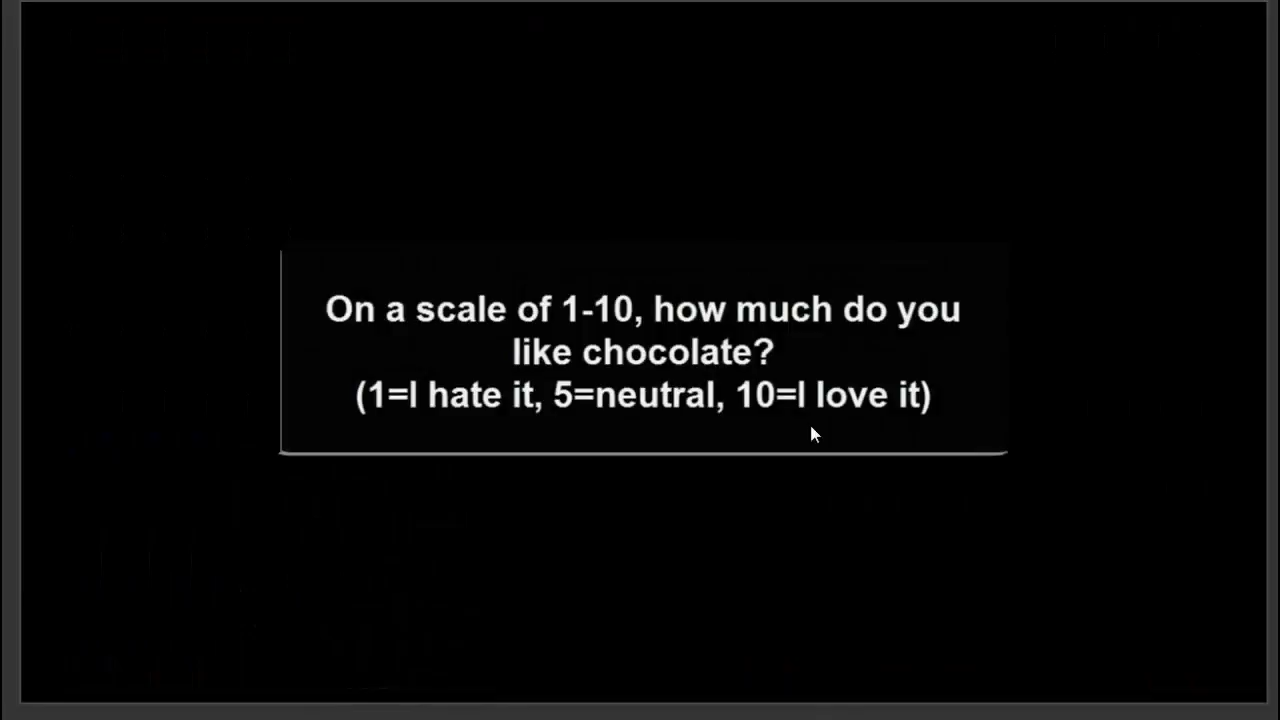 On a scale of 1-10, how much do you
like chocolate?
(1=I hate it, 5=neutral, 10=I love it)